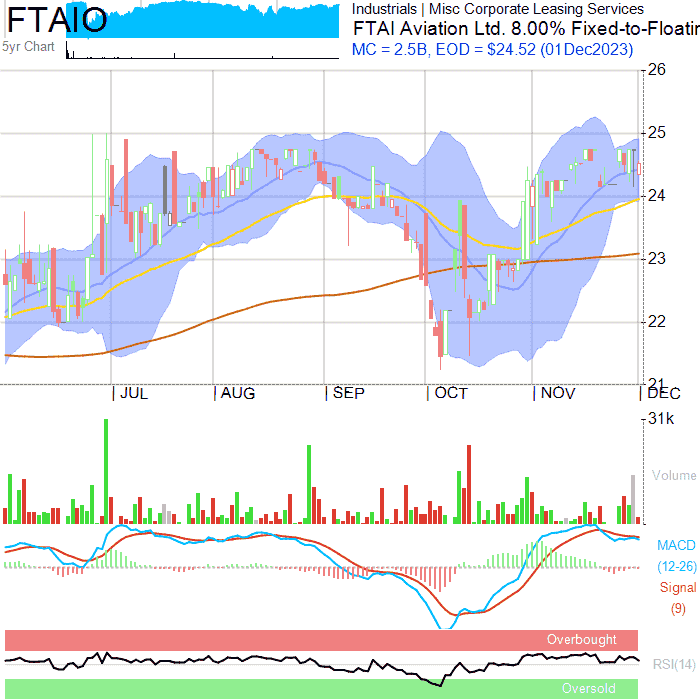 FTAIO
5yr Chart
Industrials | Misc Corporate Leasing Services
FTAI Aviation Ltd. 8.00% Fixed-to-Floatin
MC = 2.5B, EOD = $24.52 (01Dec2023)
26
25
24
23
22
21
| JUL | AUG | SEP | OCT | NOV | DEC
31k
Volume
MACD
(12-26)
Signal
(9)
Overbought
RSI(14)
Oversold